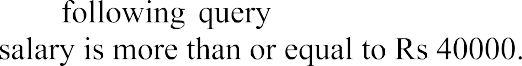 following query
salary is more than or equal to Rs 40000.